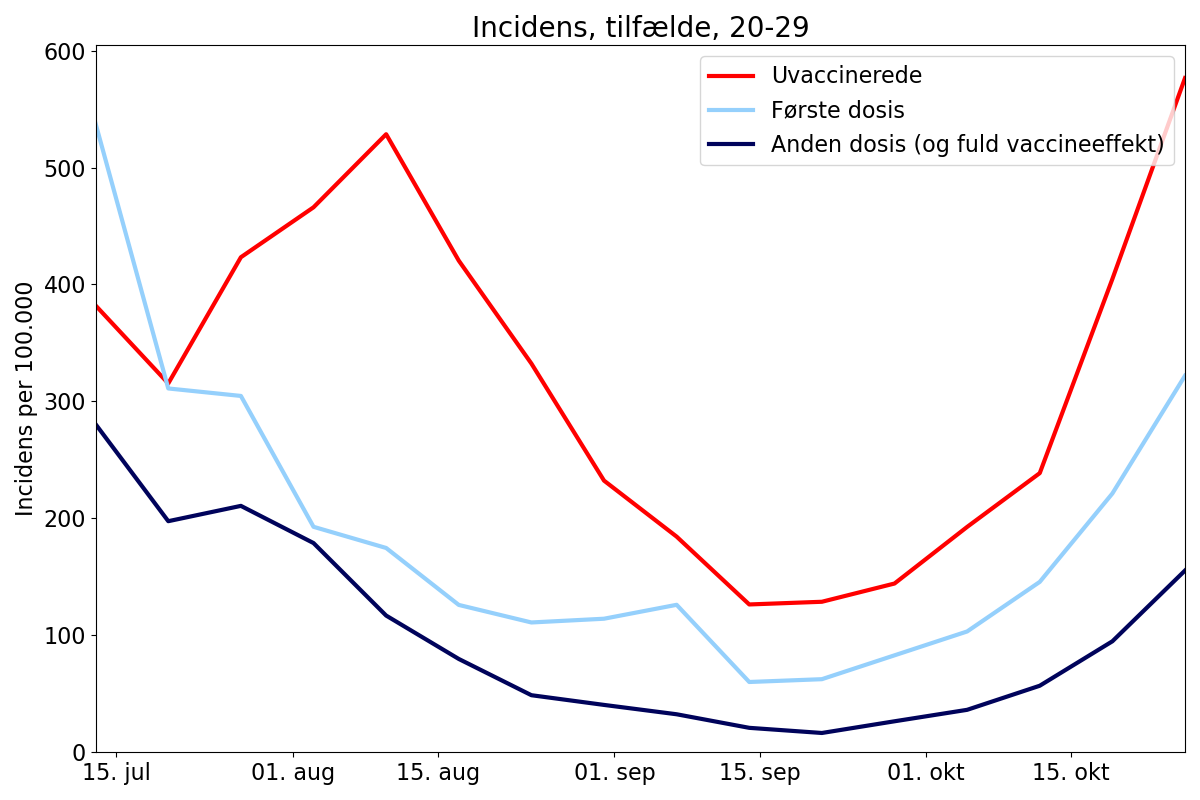 Incidens, tilfælde, 20-29
Uvaccinerede
Første dosis
Anden dosis (og fuld vaccineeffekt)
Incidens per 100.000
600
500
400
300
200
100
0
15. jul
01. aug
15. aug
01. sep
15. sep
01. okt
15. okt